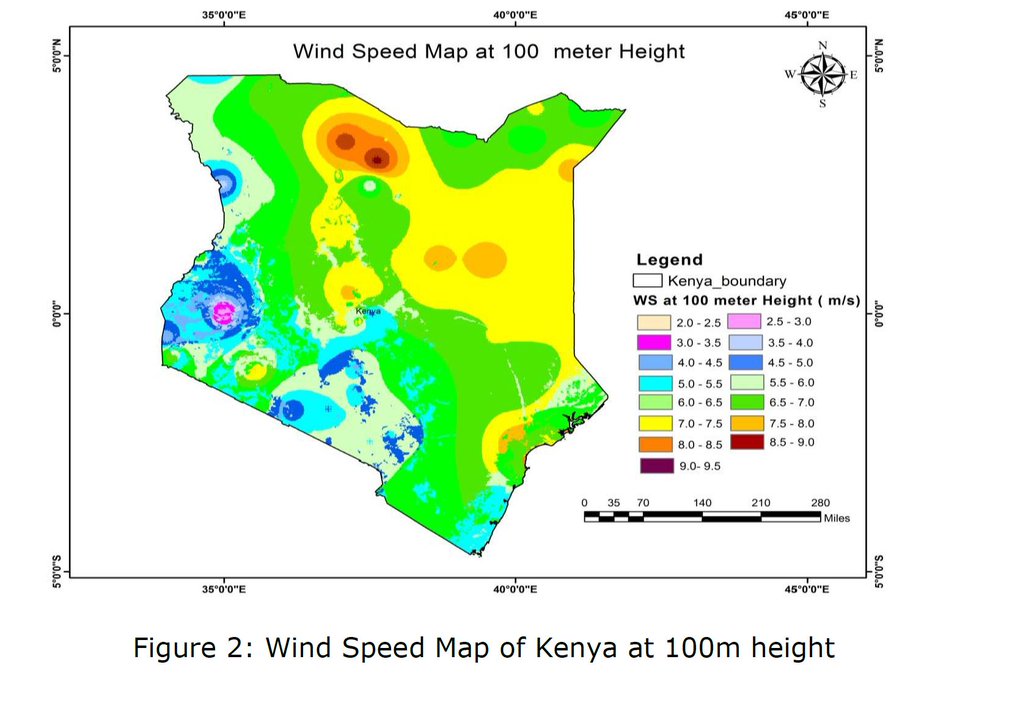 35°0'0"E 40°0'0"E 45°0'0"E
Wind Speed Map at 100 meter Height
5°0'0"N 5°0'0"N
N
W E
S
Legend
Kenya_boundary
WS at 100 meter Height ( m/s)
2.0 - 2.5 2.5 - 3.0
3.0 - 3.5 3.5 - 4.0
4.0 - 4.5 4.5 - 5.0
5.0 - 5.5 5.5 - 6.0
6.0 - 6.5 6.5 - 7.0
7.0 - 7.5 7.5 - 8.0
8.0 - 8.5 8.5 - 9.0
9.0- 9.5
Kenya
0°0'0" 0°0'0"
0 35 70 140 210 280
Miles
5°0'0"S 5°0'0"S
35°0'0"E 40°0'0"E 45°0'0"E
Figure 2: Wind Speed Map of Kenya at 100m height